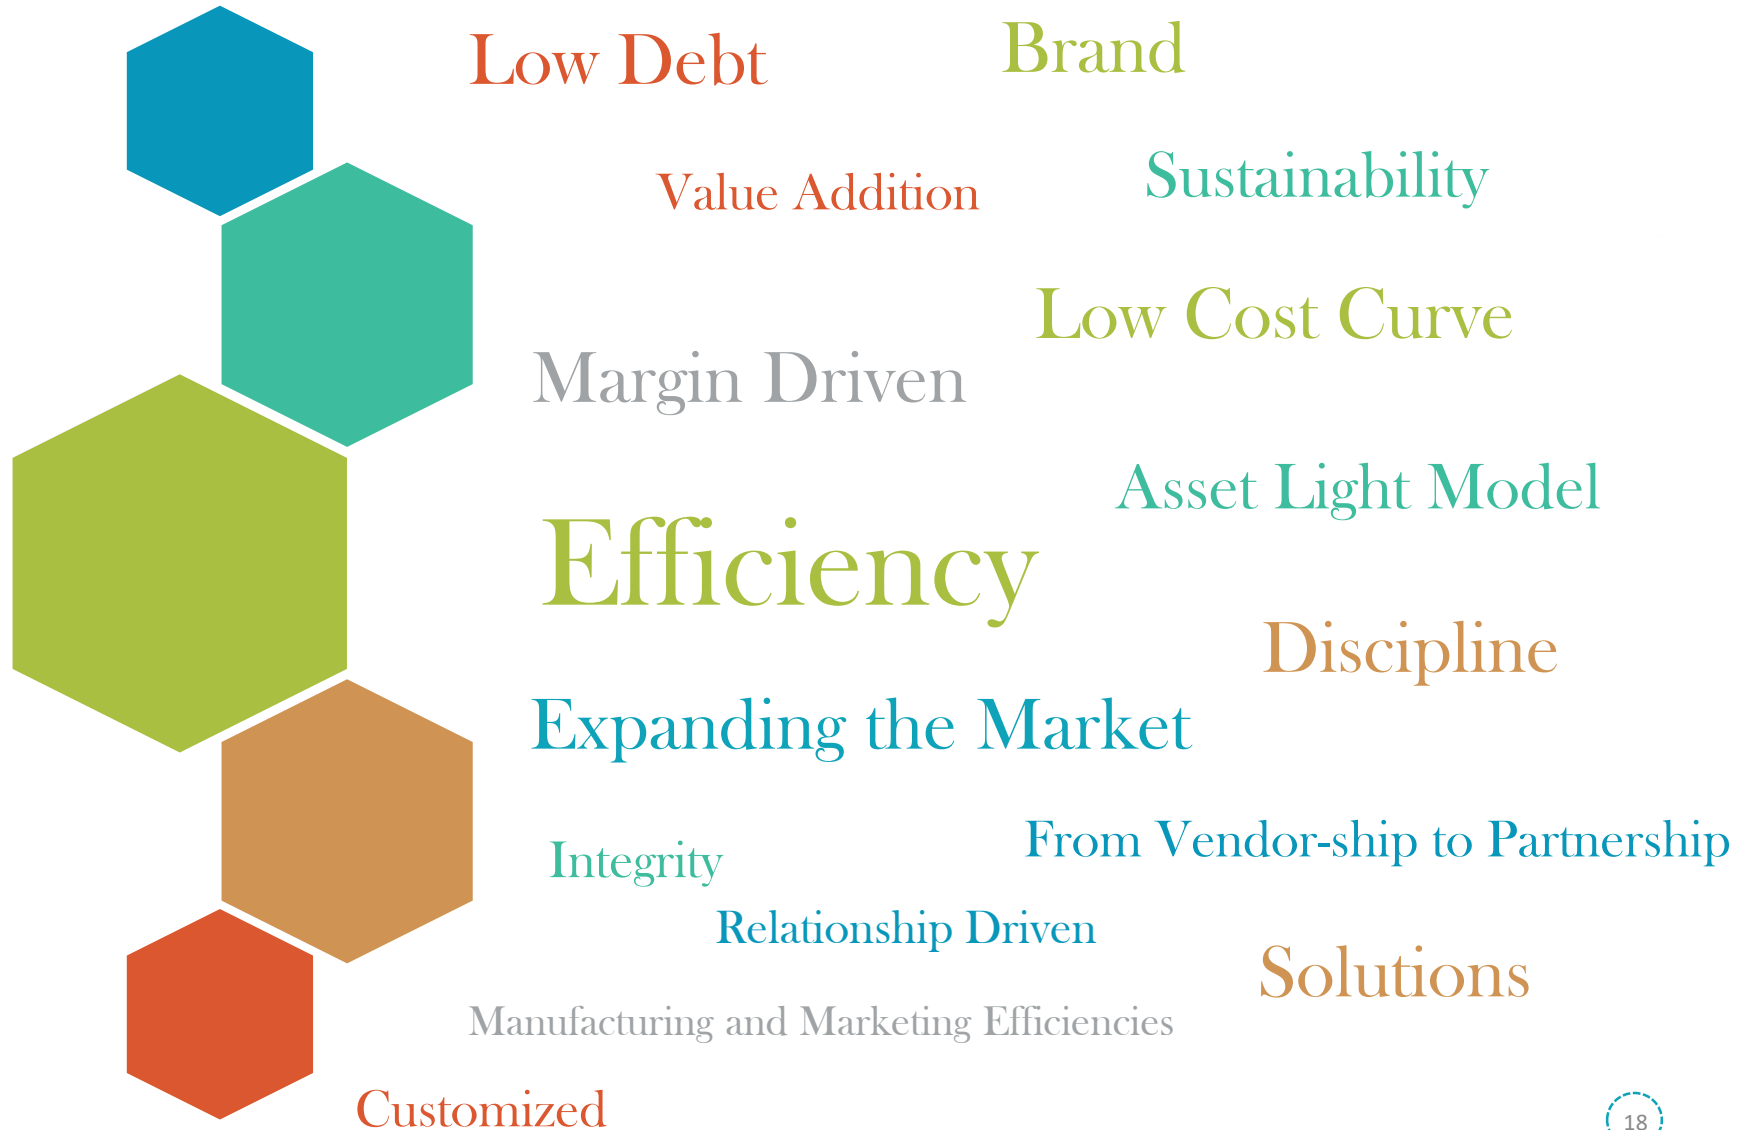 Low Debt
Brand
Value Addition
Sustainability
Low Cost Curve
Margin Driven
Asset Light Model
Efficiency
Discipline
Expanding the Market
From Vendor-ship to Partnership
Integrity
Relationship Driven
Solutions
Manufacturing and Marketing Efficiencies
Customized
18